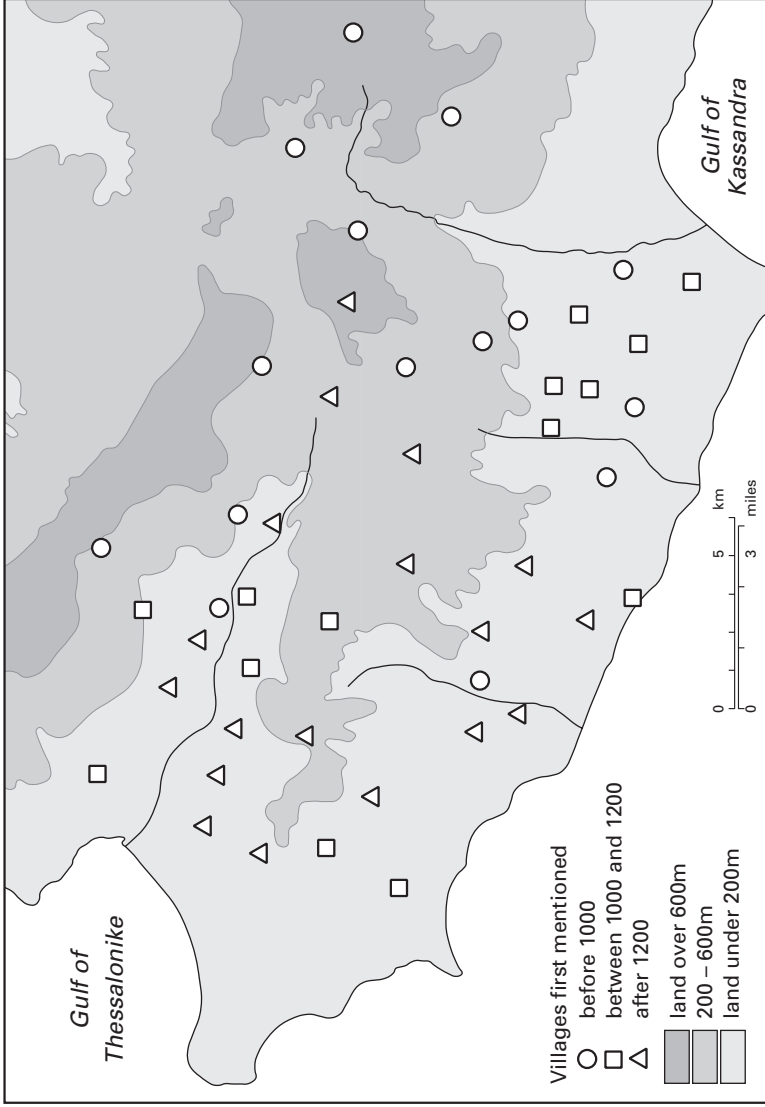 Gulf of
Thessalonike
Gulf of
Kassandra
Villages first mentioned
before 1000
between 1000 and 1200
after 1200
land over 600m
200 – 600m
land under 200m
0 5 km
0 3 miles